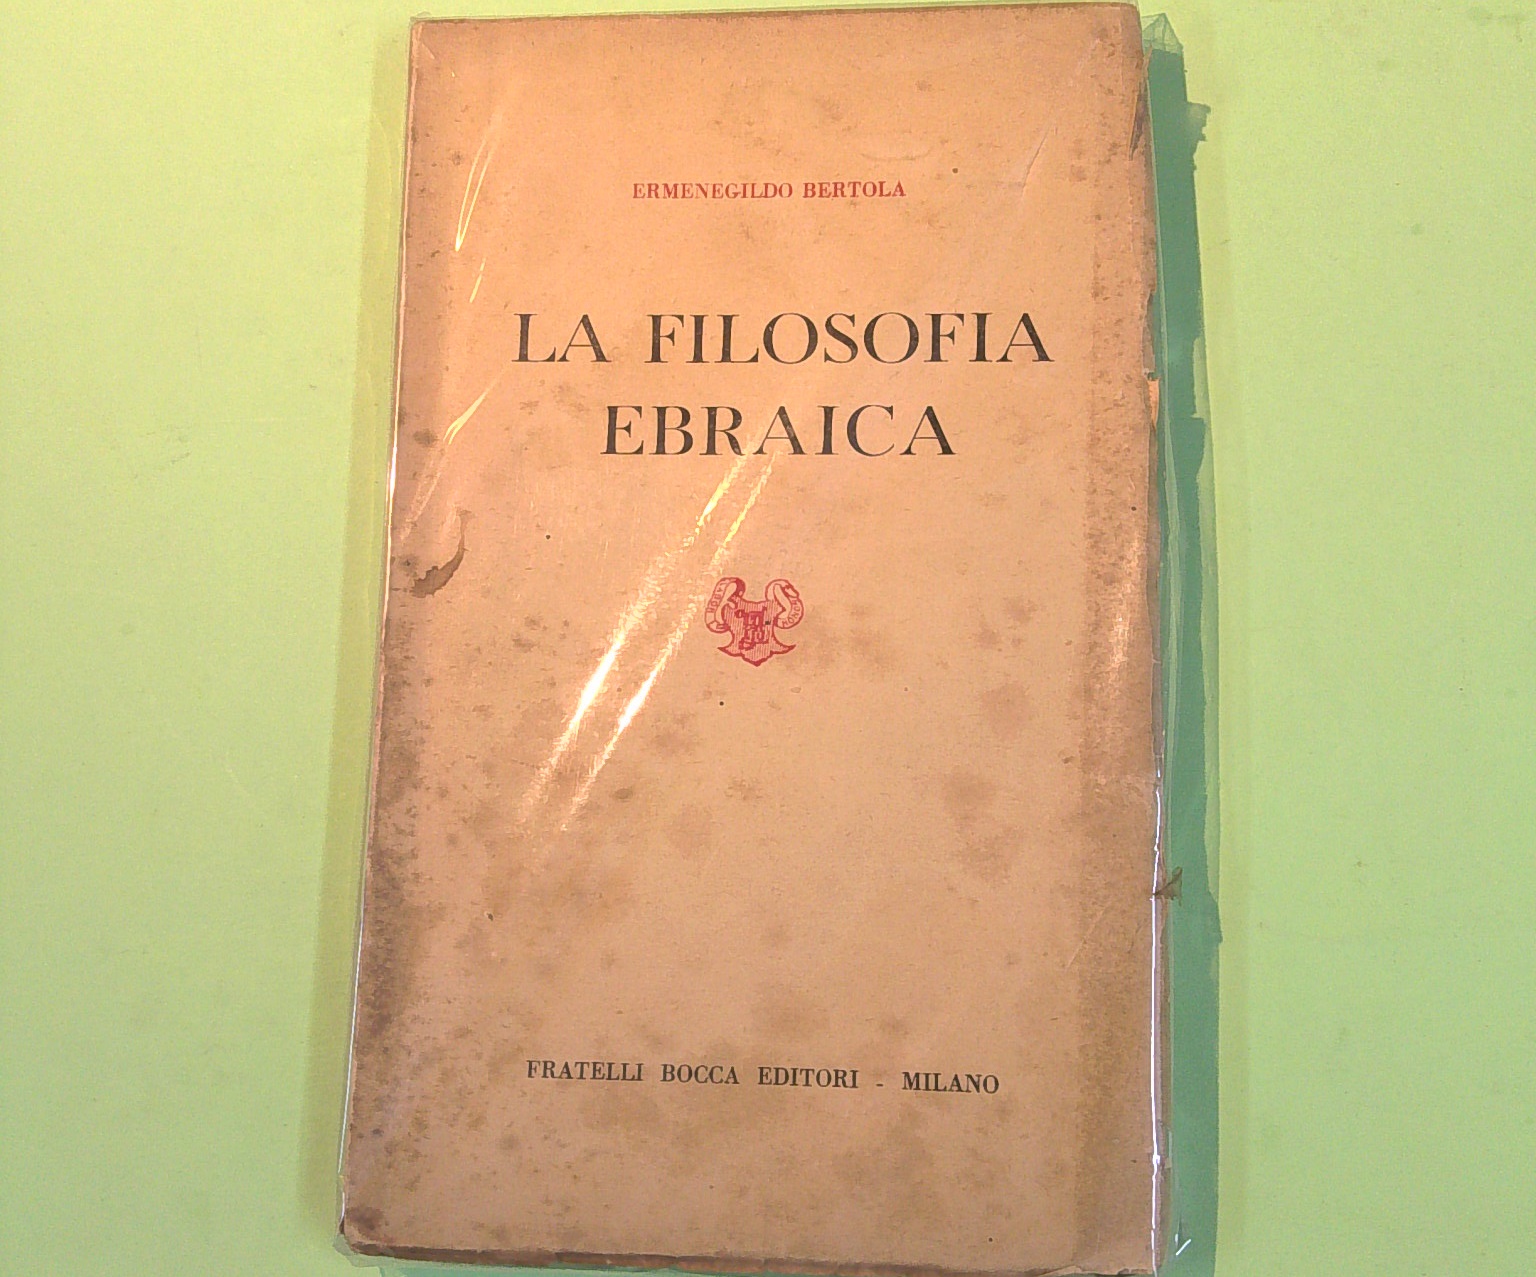 ERMENEGILDO BERTOLA
LA FILOSOFIA
EBRAICA
FRATELLI BOCCA EDITORI - MILANO